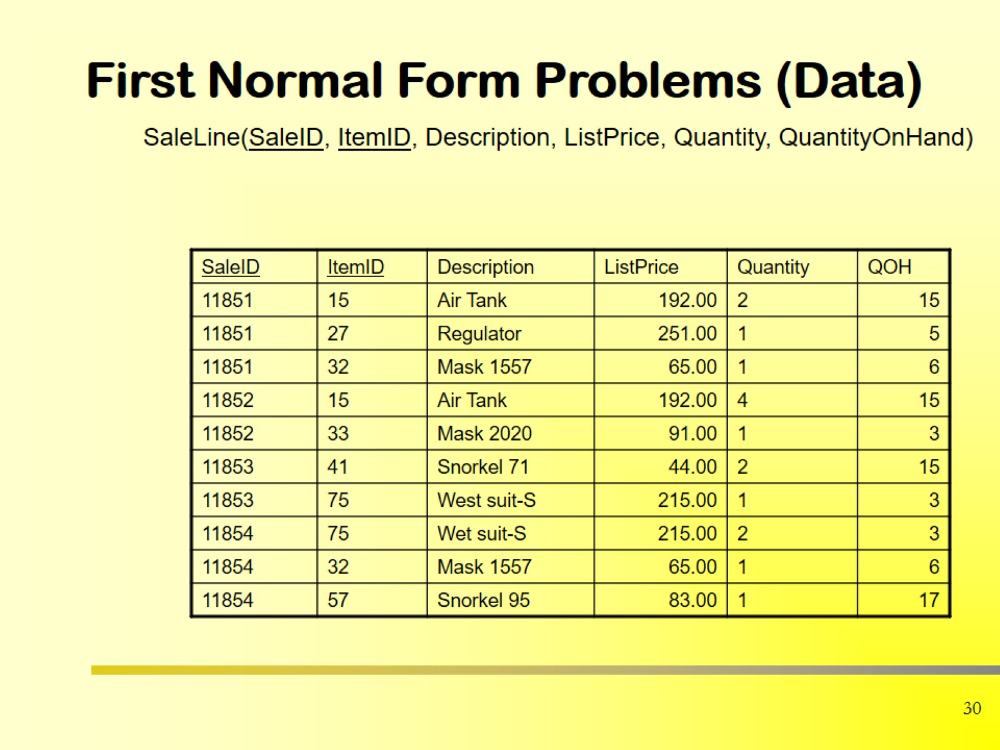 First Normal Form Problems (Data)
SaleLine(SaleID, ItemID, Description, ListPrice, Quantity, QuantityOnHand)
SaleID ItemID Description ListPrice Quantity QOH
11851 15 Air Tank 192.00 2 15
11851 27 Regulator 251.00 1 5
11851 32 Mask 1557 65.00 1 6
11852 15 Air Tank 192.00 4 15
11852 33 Mask 2020 91.00 1 3
11853 41 Snorkel 71 44.00 2 15
11853 75 West suit-S 215.00 1 3
11854 75 Wet suit-S 215.00 2 3
11854 32 Mask 1557 65.00 1 6
11854 57 Snorkel 95 83.00 1 17
30